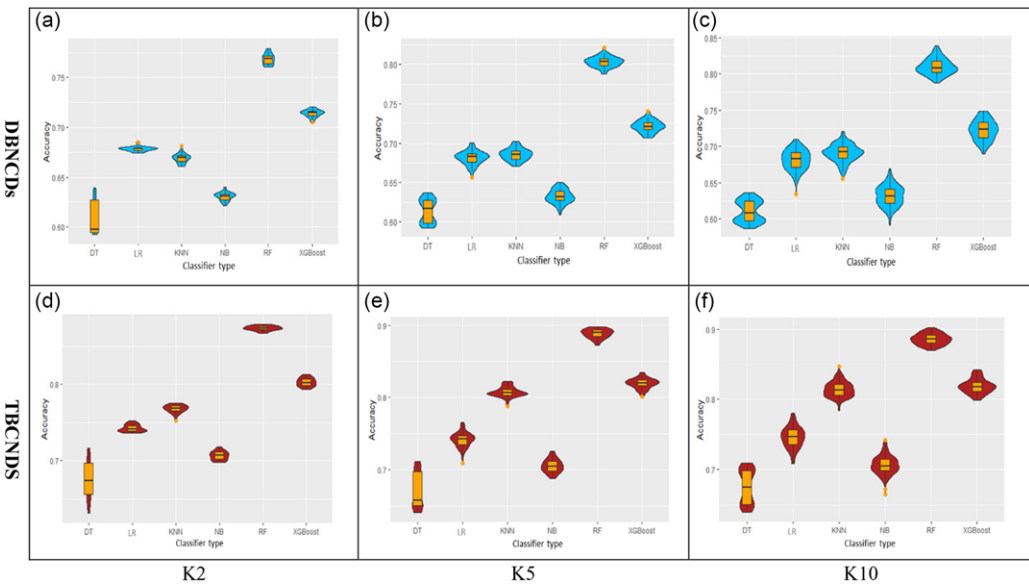 (a)
(b)
(c)
DBNCDs
Accuracy
0.75
0.70
0.65
0.60
DT
LR
KNN
NB
RF
XGBoost
Classifier type
Accuracy
0.80
0.75
0.70
0.65
0.60
DT
LR
KNN
NB
RF
XGBoost
Classifier type
Accuracy
0.85
0.80
0.75
0.70
0.65
0.60
DT
LR
KNN
NB
RF
XGBoost
Classifier type
(d)
(e)
(f)
TBCNDS
Accuracy
0.8
0.7
DT
LR
KNN
NB
RF
XGBoost
Classifier type
Accuracy
0.9
0.8
0.7
DT
LR
KNN
NB
RF
XGBoost
Classifier type
Accuracy
0.9
0.8
0.7
DT
LR
KNN
NB
RF
XGBoost
Classifier type
K2
K5
K10